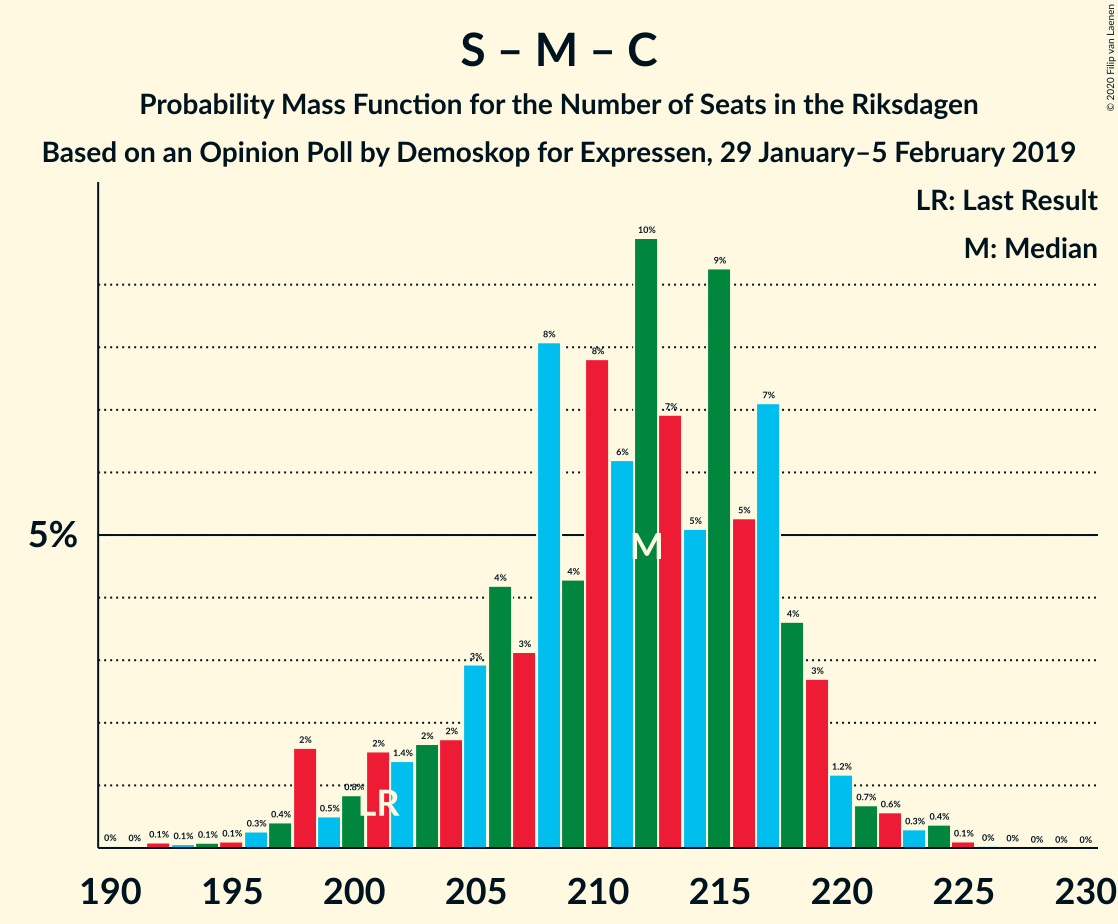 S – M – C
Probability Mass Function for the Number of Seats in the Riksdagen
Based on an Opinion Poll by Demoskop for Expressen, 29 January–5 February 2019
© 2020 Filip van Laenen
LR: Last Result
M: Median
5%
0% 0% 0.1% 0.1% 0.1% 0.1% 0.3% 0.4% 2% 0.5% 0.8% 2% 1.4% 2% 2% 3% 4% 3% 8% 4% 8% 6% 10% 7% 5% 9% 5% 7% 4% 3% 1.2% 0.7% 0.6% 0.3% 0.4% 0.1% 0% 0% 0% 0% 0%
M
LR
190 195 200 205 210 215 220 225 230